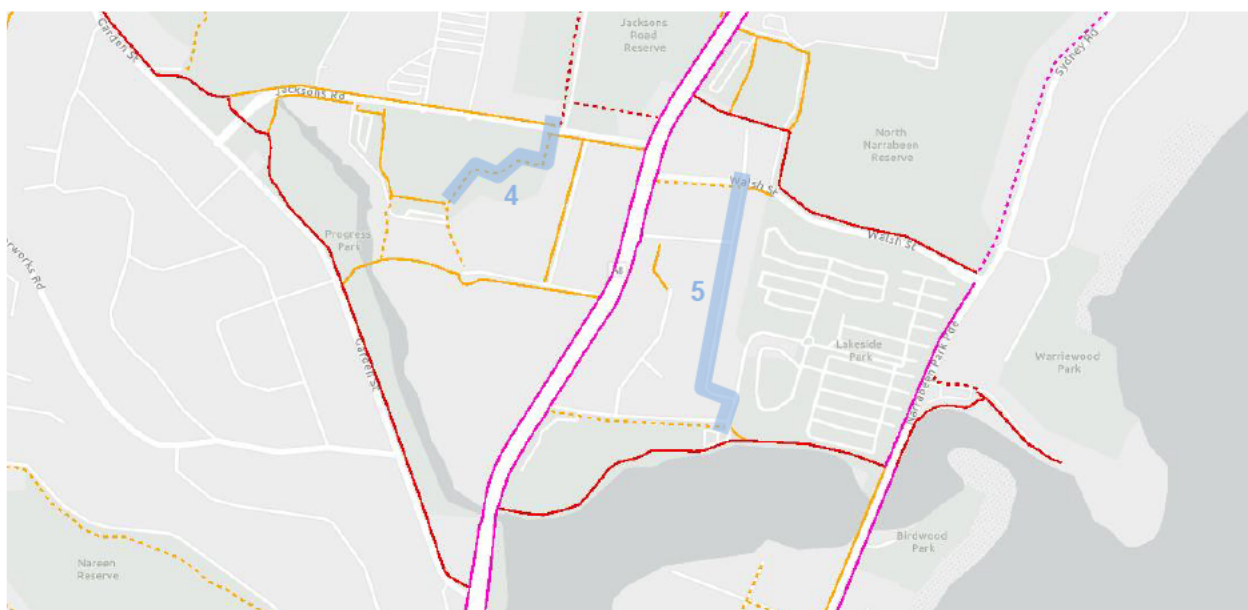 Garden St
Jacksons
Road
Reserve
Sydney Rd
Jacksons Rd
North
Narrabeen
Reserve
4
Walsh St
Progress
Park
Walsh St
A8
5
Lakeside
Park
Warriewood
Park
Garden St
Narrabeen Park Pde
Birdwood
Park
Nareen
Reserve